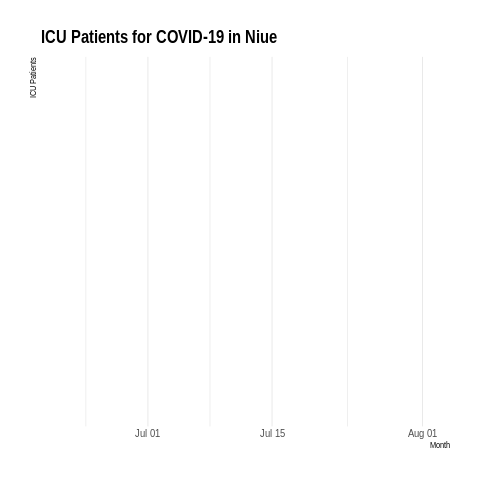 ICU Patients for COVID-19 in Niue
ICU Patients
Jul 01
Jul 15
Aug 01
Month